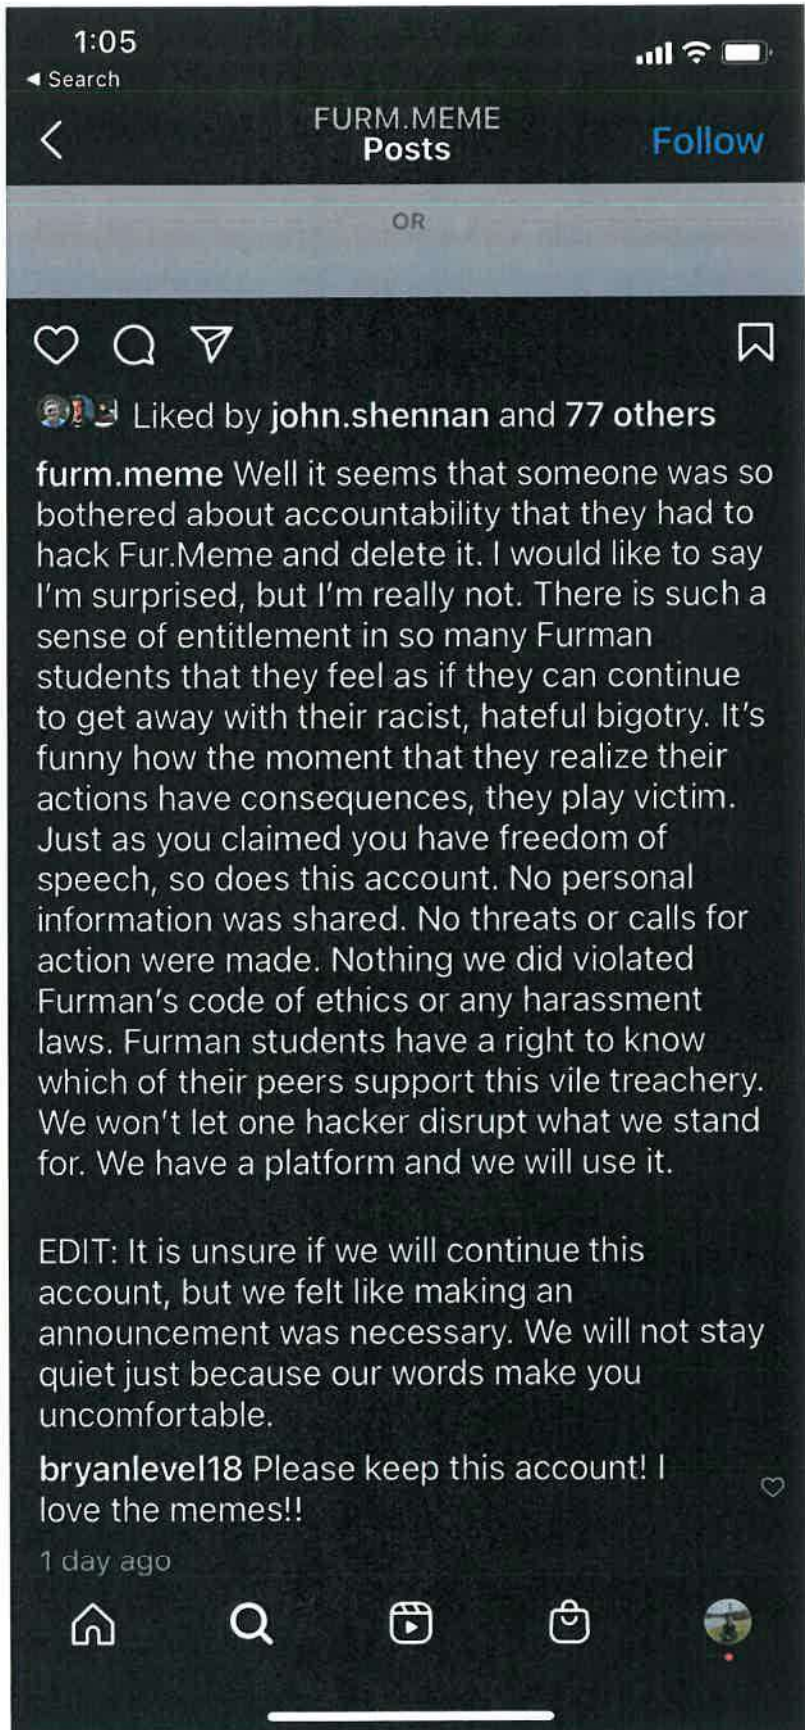 1:05
◄ Search
FURM.MEME
Posts
Follow
OR
Liked by john.shennan and 77 others
furm.meme Well it seems that someone was so
bothered about accountability that they had to
hack Fur.Meme and delete it. I would like to say
I'm surprised, but I'm really not. There is such a
sense of entitlement in so many Furman
students that they feel as if they can continue
to get away with their racist, hateful bigotry. It's
funny how the moment that they realize their
actions have consequences, they play victim.
Just as you claimed you have freedom of
speech, so does this account. No personal
information was shared. No threats or calls for
action were made. Nothing we did violated
Furman's code of ethics or any harassment
laws. Furman students have a right to know
which of their peers support this vile treachery.
We won't let one hacker disrupt what we stand
for. We have a platform and we will use it.
EDIT: It is unsure if we will continue this
account, but we felt like making an
announcement was necessary. We will not stay
quiet just because our words make you
uncomfortable.
bryanlevel18 Please keep this account! I
love the memes!!
1 day ago